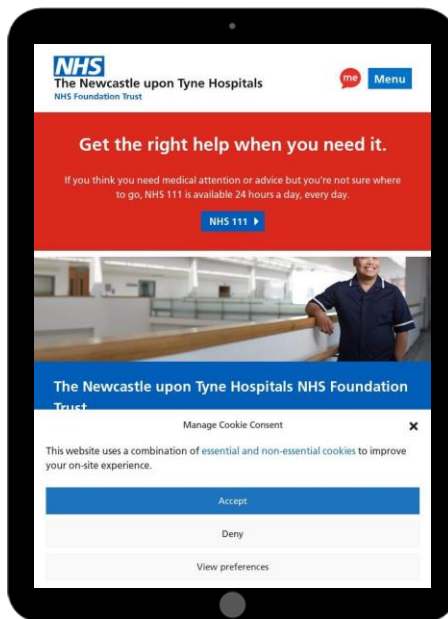 NHS
The Newcastle upon Tyne Hospitals
NHS Foundation Trust
me
Menu
Get the right help when you need it.
If you think you need medical attention or advice but you're not sure where
to go, NHS 111 is available 24 hours a day, every day.
NHS 111
The Newcastle upon Tyne Hospitals NHS Foundation
Trust
Manage Cookie Consent
This website uses a combination of essential and non-essential cookies to improve
your on-site experience.
Accept
Deny
View preferences